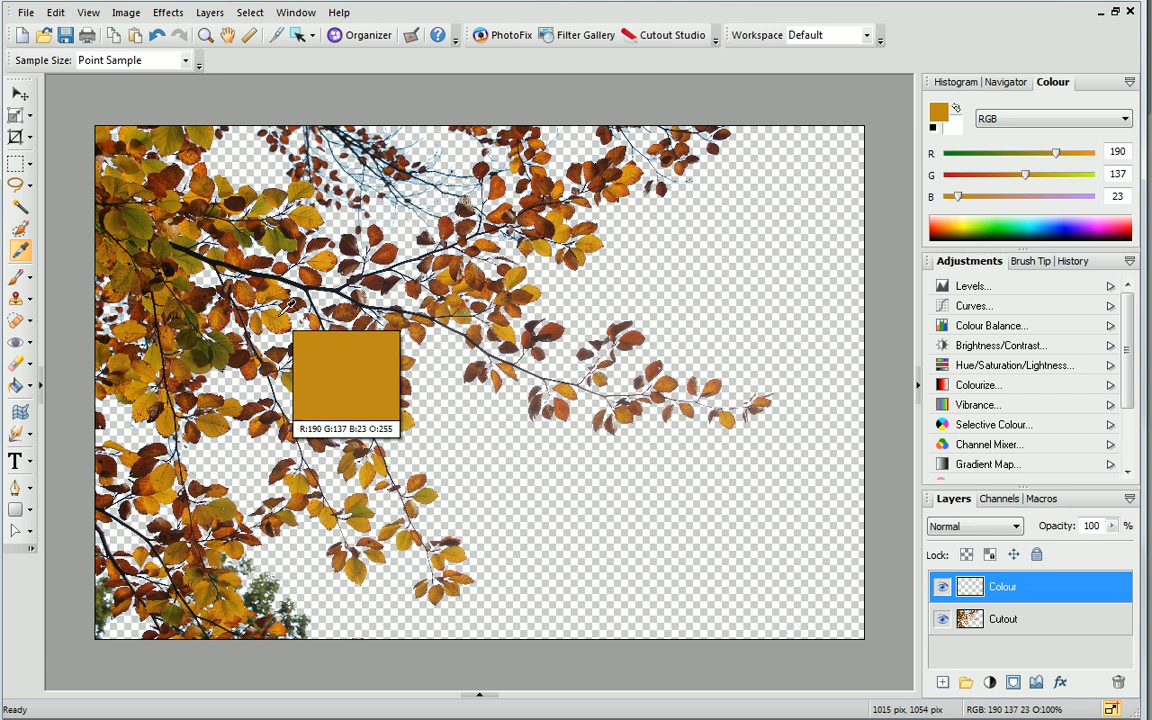 File Edit View Image Effects Layers Select Window Help
Organizer PhotoFix Filter Gallery Cutout Studio Workspace Default
Sample Size: Point Sample
Histogram | Navigator Colour
RGB
R 190
G 137
B 23
Adjustments Brush Tip | History
Levels...
Curves...
Colour Balance...
Brightness/Contrast...
Hue/Saturation/Lightness...
Colourize...
Vibrance...
Selective Colour...
Channel Mixer...
Gradient Map...
R:190 G:137 B:23 O:255
T
Layers Channels | Macros
Normal Opacity: 100 %
Lock:
Colour
Cutout
fx
Ready 1015 pix, 1054 pix RGB: 190 137 23 O:100%